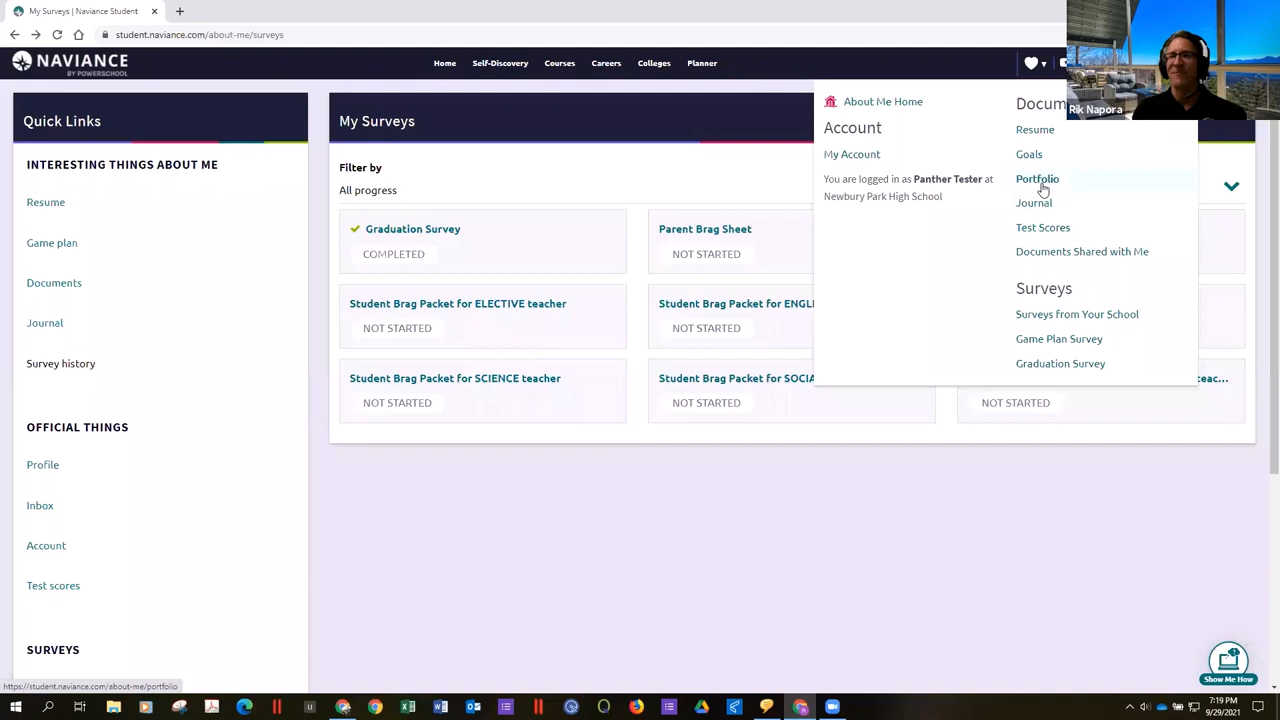 My Surveys | Naviance Student
student.naviance.com/about-me/surveys
NAVIANCE
BY POWERSCHOOL
Home
Self-Discovery
Courses
Careers
Colleges
Planner
Rik Napora
Quick Links
INTERESTING THINGS ABOUT ME
Resume
Game plan
Documents
Journal
Survey history
OFFICIAL THINGS
Profile
Inbox
Account
Test scores
SURVEYS
My Surveys
Filter by
All progress
Graduation Survey
COMPLETED
Parent Brag Sheet
NOT STARTED
Student Brag Packet for ELECTIVE teacher
NOT STARTED
Student Brag Packet for ENGL
NOT STARTED
Student Brag Packet for SCIENCE teacher
NOT STARTED
Student Brag Packet for SOCIA
NOT STARTED
teac...
NOT STARTED
About Me Home
Account
My Account
You are logged in as Panther Tester at
Newbury Park High School
Docum
Resume
Goals
Portfolio
Journal
Test Scores
Documents Shared with Me
Surveys
Surveys from Your School
Game Plan Survey
Graduation Survey
Show Me How
https://student.naviance.com/about-me/portfolio
7:19 PM
9/29/2021